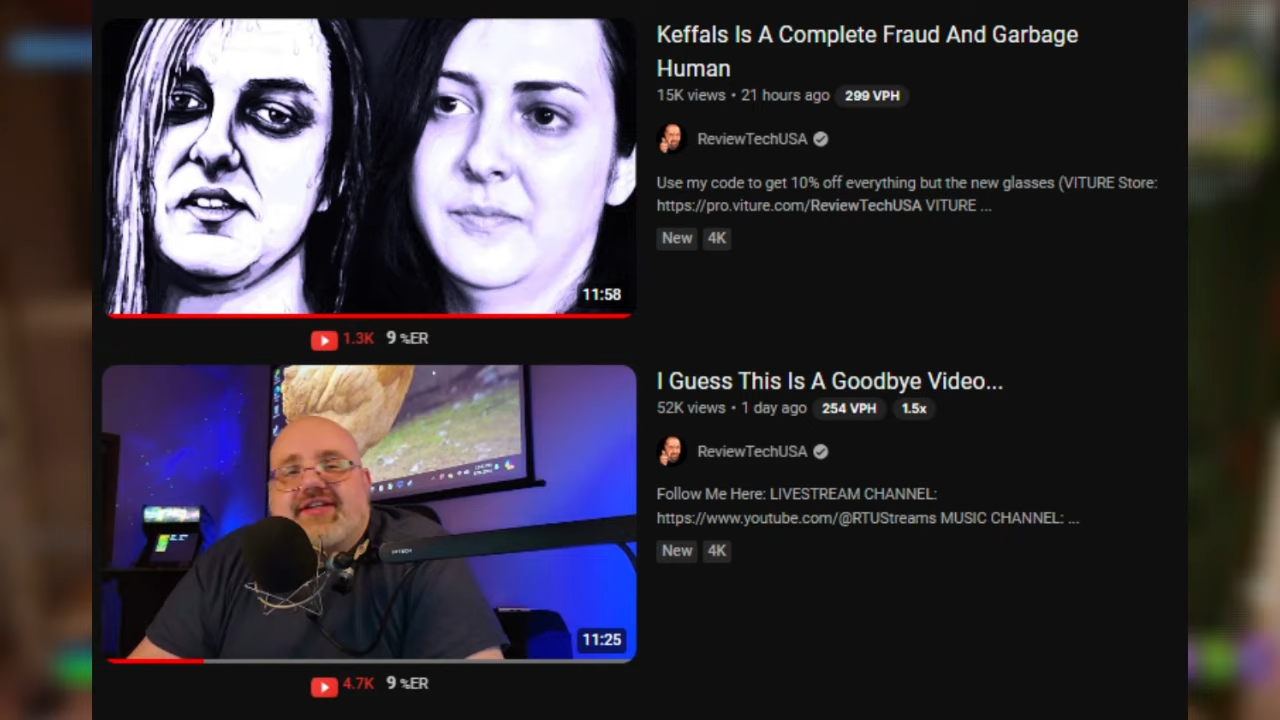 Keffals Is A Complete Fraud And Garbage
Human
15K views • 21 hours ago 299 VPH
ReviewTechUSA
Use my code to get 10% off everything but the new glasses (VITURE Store:
https://pro.viture.com/ReviewTechUSA VITURE ...
New 4K
11:58
1.3K 9 %ER
I Guess This Is A Goodbye Video...
52K views • 1 day ago 254 VPH 1.5x
ReviewTechUSA
Follow Me Here: LIVESTREAM CHANNEL:
https://www.youtube.com/@RTUStreams MUSIC CHANNEL: ...
New 4K
11:25
4.7K 9 %ER